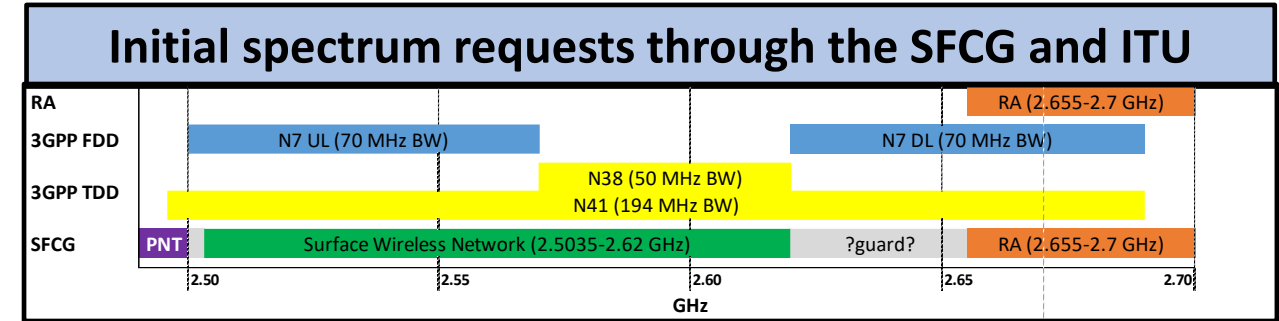 Initial spectrum requests through the SFCG and ITU
RA
RA (2.655-2.7 GHz)
3GPP FDD
N7 UL (70 MHz BW)
N7 DL (70 MHz BW)
3GPP TDD
N38 (50 MHz BW)
N41 (194 MHz BW)
SFCG
PNT
Surface Wireless Network (2.5035-2.62 GHz)
?guard?
RA (2.655-2.7 GHz)
2.50
2.55
2.60
2.65
2.70
GHz